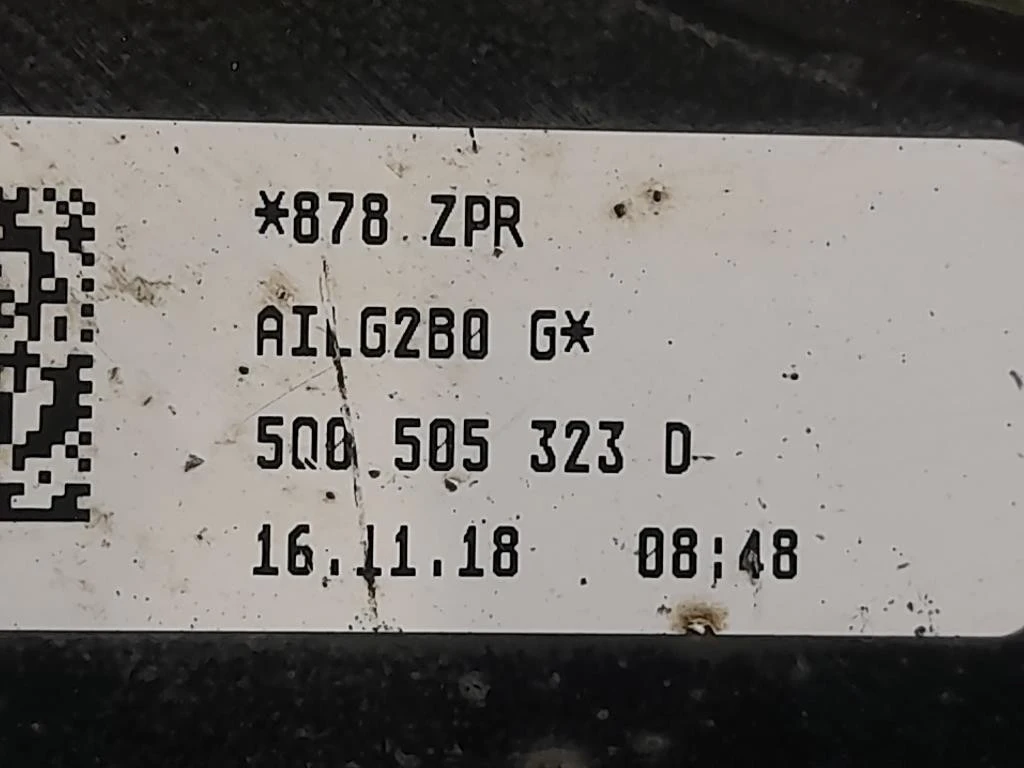 *878 ZPR
AILG2B0 G*
5Q0 505 323 D
16.11.18 08:48